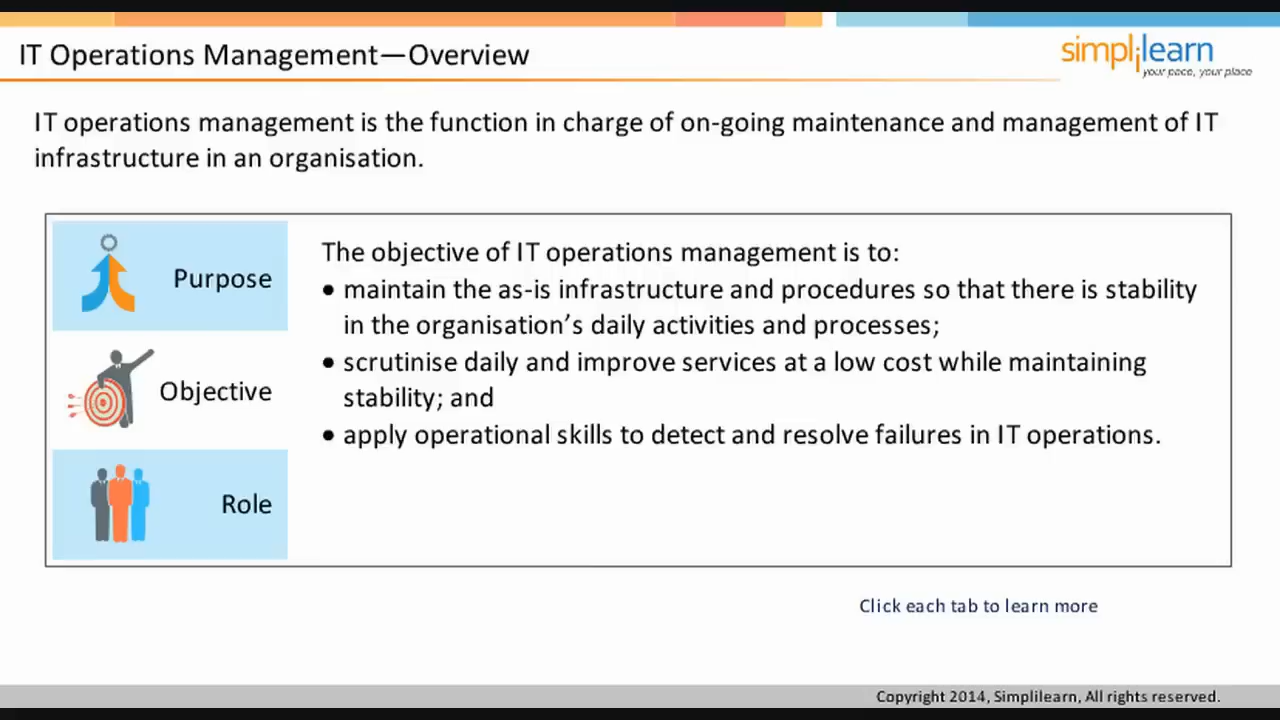 IT Operations Management—Overview
simplilearn
your pace, your place
IT operations management is the function in charge of on-going maintenance and management of IT
infrastructure in an organisation.
Purpose
Objective
Role
The objective of IT operations management is to:
• maintain the as-is infrastructure and procedures so that there is stability
in the organisation’s daily activities and processes;
• scrutinise daily and improve services at a low cost while maintaining
stability; and
• apply operational skills to detect and resolve failures in IT operations.
Click each tab to learn more
Copyright 2014, Simplilearn, All rights reserved.